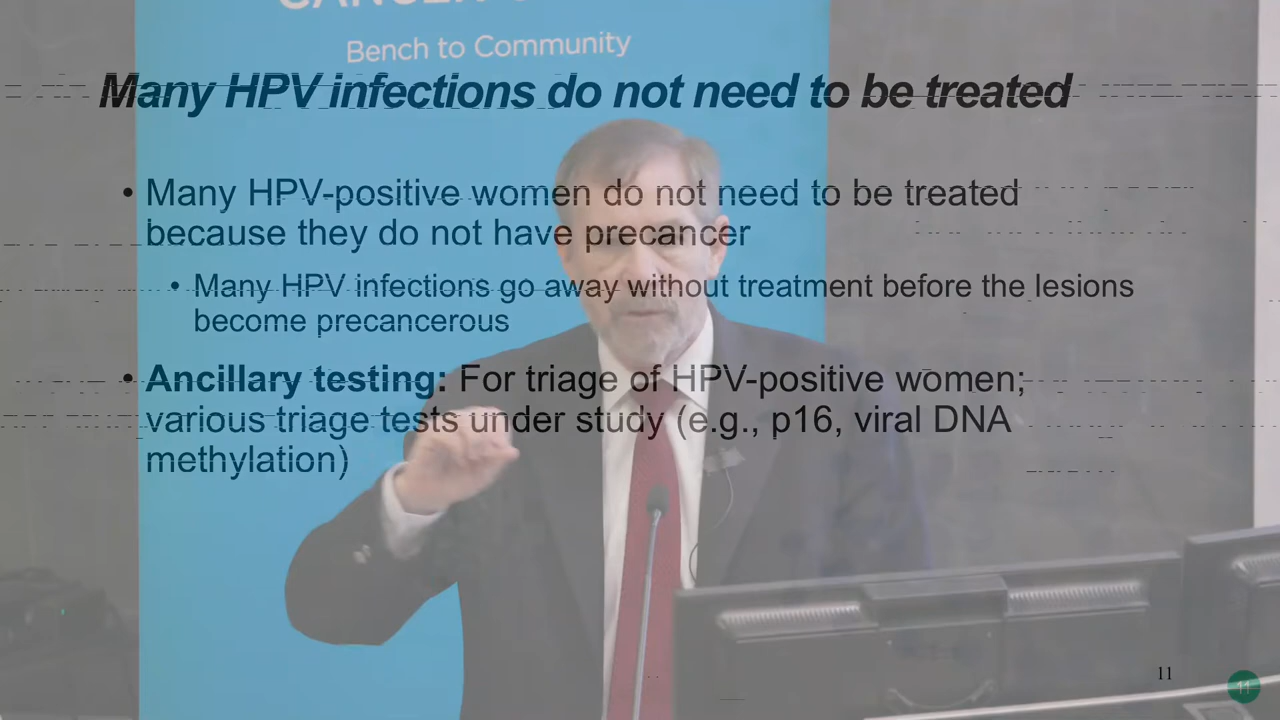 Bench to Community
Many HPV infections do not need to be treated
• Many HPV-positive women do not need to be treated
because they do not have precancer
• Many HPV infections go away without treatment before the lesions
become precancerous
• Ancillary testing: For triage of HPV-positive women;
various triage tests under study (e.g., p16, viral DNA
methylation)
11
11